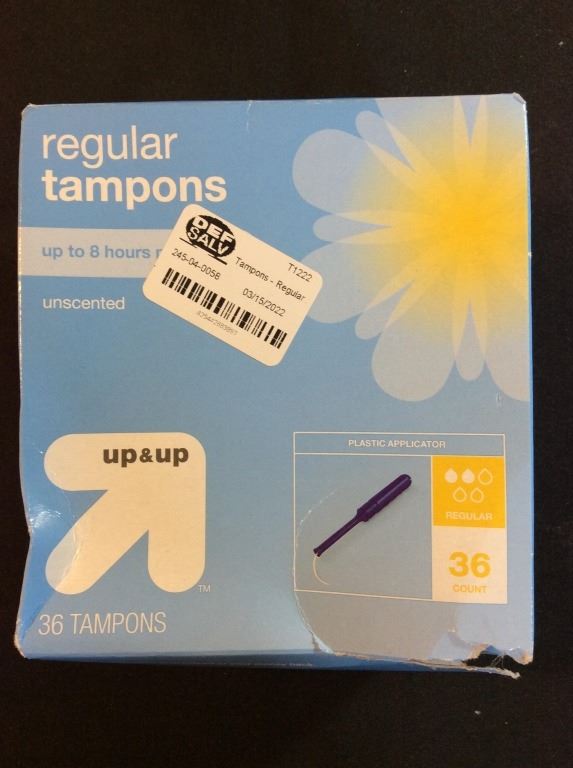 regular
tampons
up to 8 hours
unscented
DEF
SALV
T1222
Tampons - Regular
245-04-0056
03/15/2022
up&up
TM
36 TAMPONS
PLASTIC APPLICATOR
REGULAR
36
COUNT